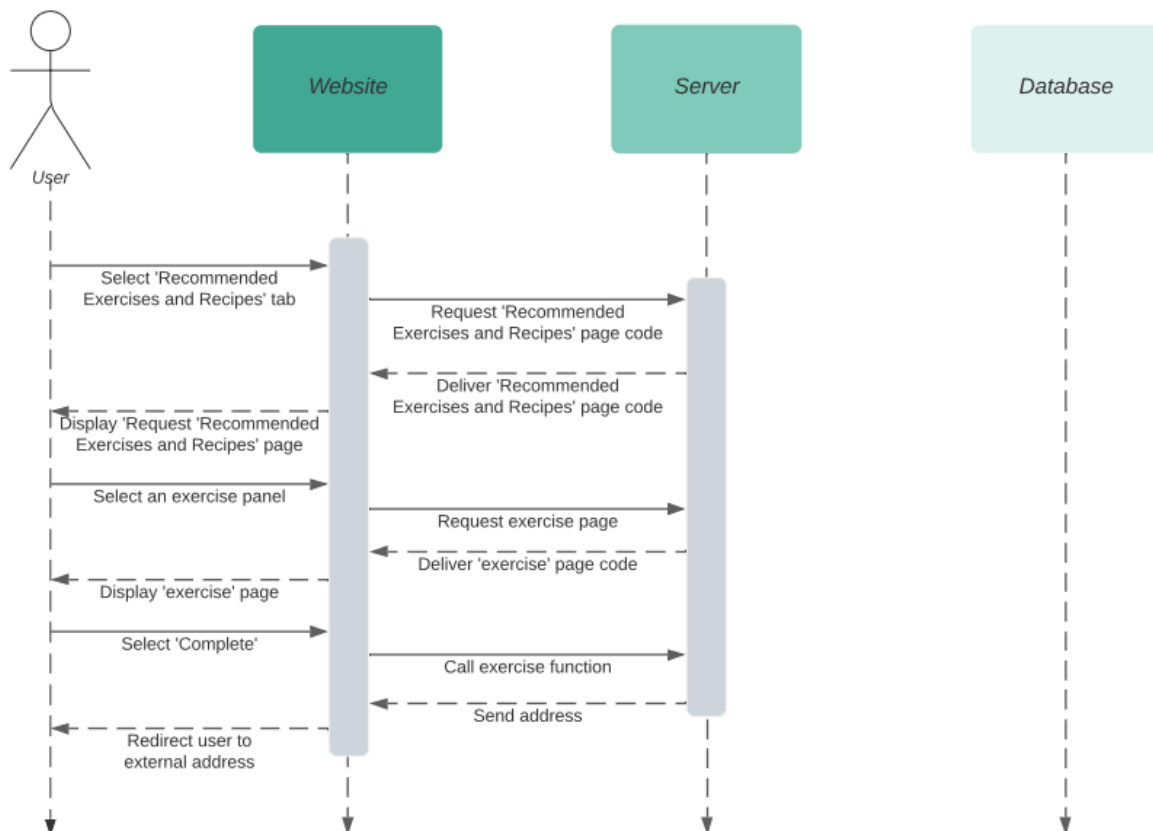 Website
Server
Database
User
Select 'Recommended
Exercises and Recipes' tab
Request 'Recommended
Exercises and Recipes' page code
Deliver 'Recommended
Exercises and Recipes' page code
Display 'Request 'Recommended
Exercises and Recipes' page
Select an exercise panel
Request exercise page
Deliver 'exercise' page code
Display 'exercise' page
Select 'Complete'
Call exercise function
Send address
Redirect user to
external address